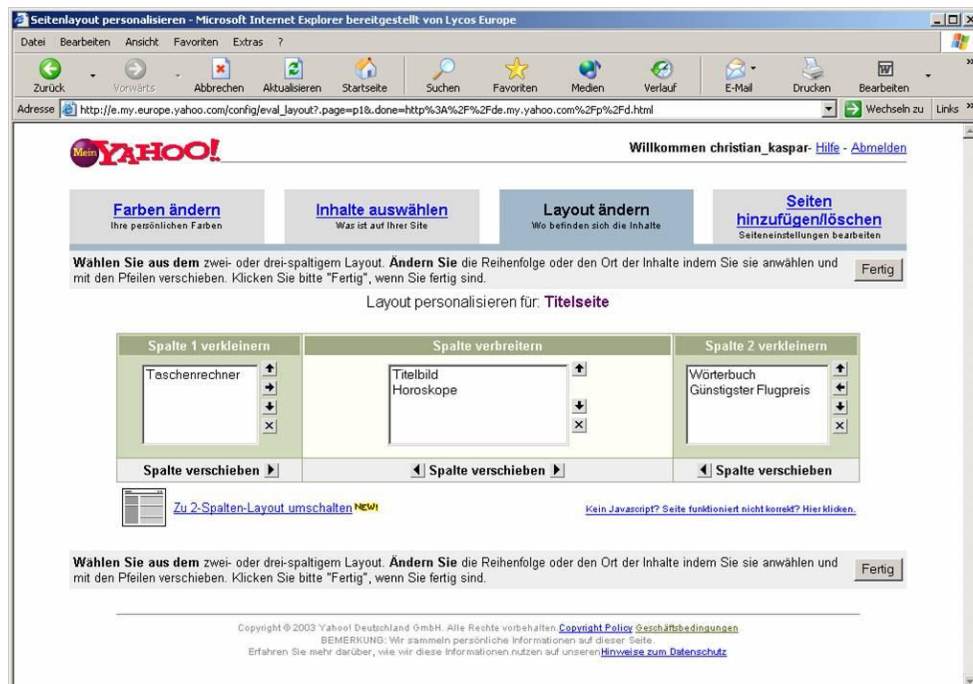 Seitenlayout personalisieren - Microsoft Internet Explorer bereitgestellt von Lycos Europe
Datei Bearbeiten Ansicht Favoriten Extras ?
Zurück Vorwärts Abbrechen Aktualisieren Startseite Suchen Favoriten Medien Verlauf E-Mail Drucken Bearbeiten
Adresse http://e.my.europe.yahoo.com/config/eval_layout?.page=p1&.done=http%3A%2F%2Fde.my.yahoo.com%2Fp%2Fd.html Wechseln zu Links
Mein YAHOO! Willkommen christian_kaspar- Hilfe - Abmelden
Farben ändern Inhalte auswählen Layout ändern Seiten hinzufügen/löschen
Ihre persönlichen Farben Was ist auf Ihrer Site Wo befinden sich die Inhalte Seiteneinstellungen bearbeiten
Wählen Sie aus dem zwei- oder drei-spaltigem Layout. Ändern Sie die Reihenfolge oder den Ort der Inhalte indem Sie sie anwählen und
mit den Pfeilen verschieben. Klicken Sie bitte "Fertig", wenn Sie fertig sind. Fertig
Layout personalisieren für: Titelseite
Spalte 1 verkleinern Spalte verbreitern Spalte 2 verkleinern
Taschenrechner Titelbild Wörterbuch
Horoskope Günstigster Flugpreis
Spalte verschieben Spalte verschieben Spalte verschieben
Zu 2-Spalten-Layout umschalten NEW! Kein Javascript? Seite funktioniert nicht korrekt? Hier klicken.
Wählen Sie aus dem zwei- oder drei-spaltigem Layout. Ändern Sie die Reihenfolge oder den Ort der Inhalte indem Sie sie anwählen und
mit den Pfeilen verschieben. Klicken Sie bitte "Fertig", wenn Sie fertig sind. Fertig
Copyright © 2003 Yahoo! Deutschland GmbH. Alle Rechte vorbehalten. Copyright Policy Geschäftsbedingungen
BEMERKUNG: Wir sammeln persönliche Informationen auf dieser Seite.
Erfahren Sie mehr darüber, wie wir diese Informationen nutzen auf unseren Hinweise zum Datenschutz